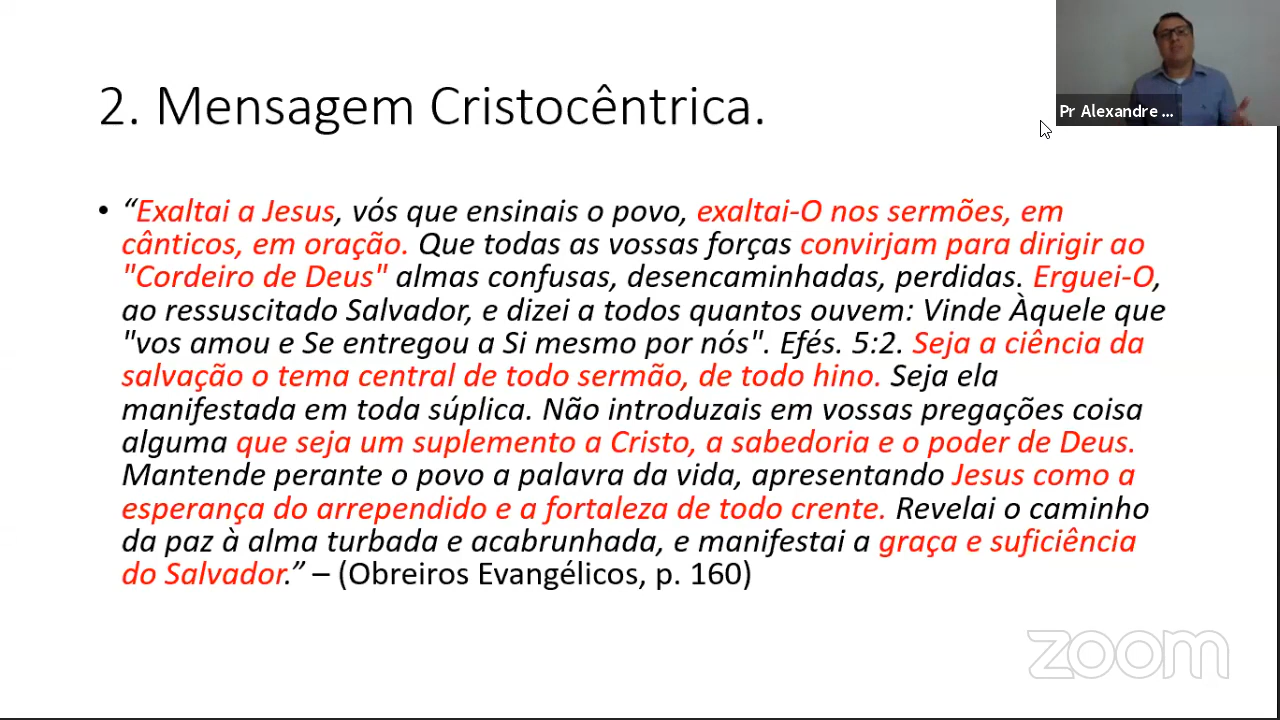 2. Mensagem Cristocêntrica.
Pr Alexandre ...
• “Exaltai a Jesus, vós que ensinais o povo, exaltai-O nos sermões, em
cânticos, em oração. Que todas as vossas forças convirjam para dirigir ao
"Cordeiro de Deus" almas confusas, desencaminhadas, perdidas. Erguei-O,
ao ressuscitado Salvador, e dizei a todos quantos ouvem: Vinde Àquele que
"vos amou e Se entregou a Si mesmo por nós". Efés. 5:2. Seja a ciência da
salvação o tema central de todo sermão, de todo hino. Seja ela
manifestada em toda súplica. Não introduzais em vossas pregações coisa
alguma que seja um suplemento a Cristo, a sabedoria e o poder de Deus.
Mantende perante o povo a palavra da vida, apresentando Jesus como a
esperança do arrependido e a fortaleza de todo crente. Revelai o caminho
da paz à alma turbada e acabrunhada, e manifestai a graça e suficiência
do Salvador.” – (Obreiros Evangélicos, p. 160)
zoom